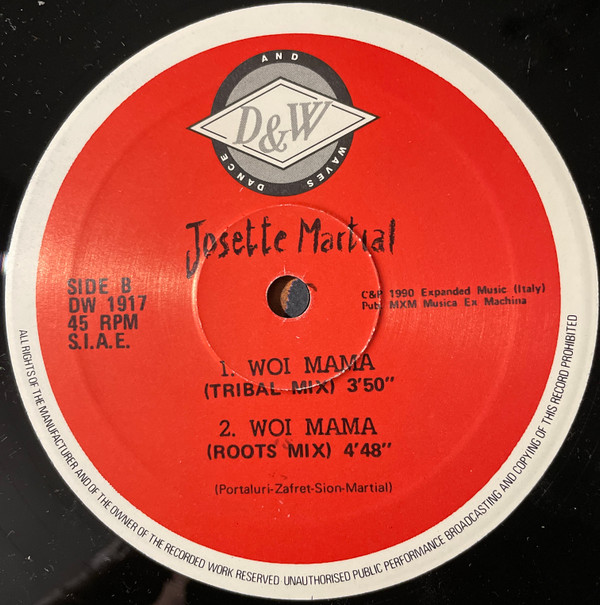 AND
D&W
DANCE WAVES
Josette Martial
SIDE B
DW 1917
45 RPM
S.I.A.E.
C&P 1990 Expanded Music (Italy)
Pub. MXM Musica Ex Machina
1. WOI MAMA
(TRIBAL MIX) 3'50"
2. WOI MAMA
(ROOTS MIX) 4'48"
(Portaluri-Zafret-Sion-Martial)
ALL RIGHTS OF THE MANUFACTURER AND OF THE OWNER OF THE RECORDED WORK RESERVED UNAUTHORISED PUBLIC PERFORMANCE BROADCASTING AND COPYING OF THIS RECORD PROHIBITED